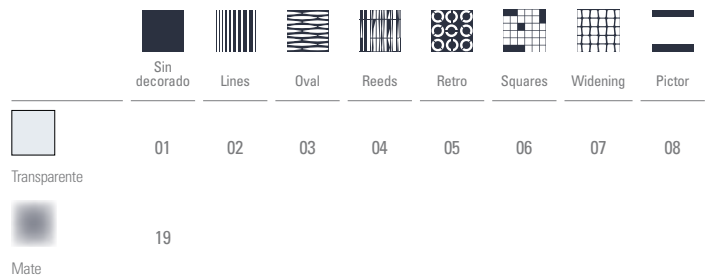 Sin
decorado Lines Oval Reeds Retro Squares Widening Pictor
01 02 03 04 05 06 07 08
Transparente
19
Mate